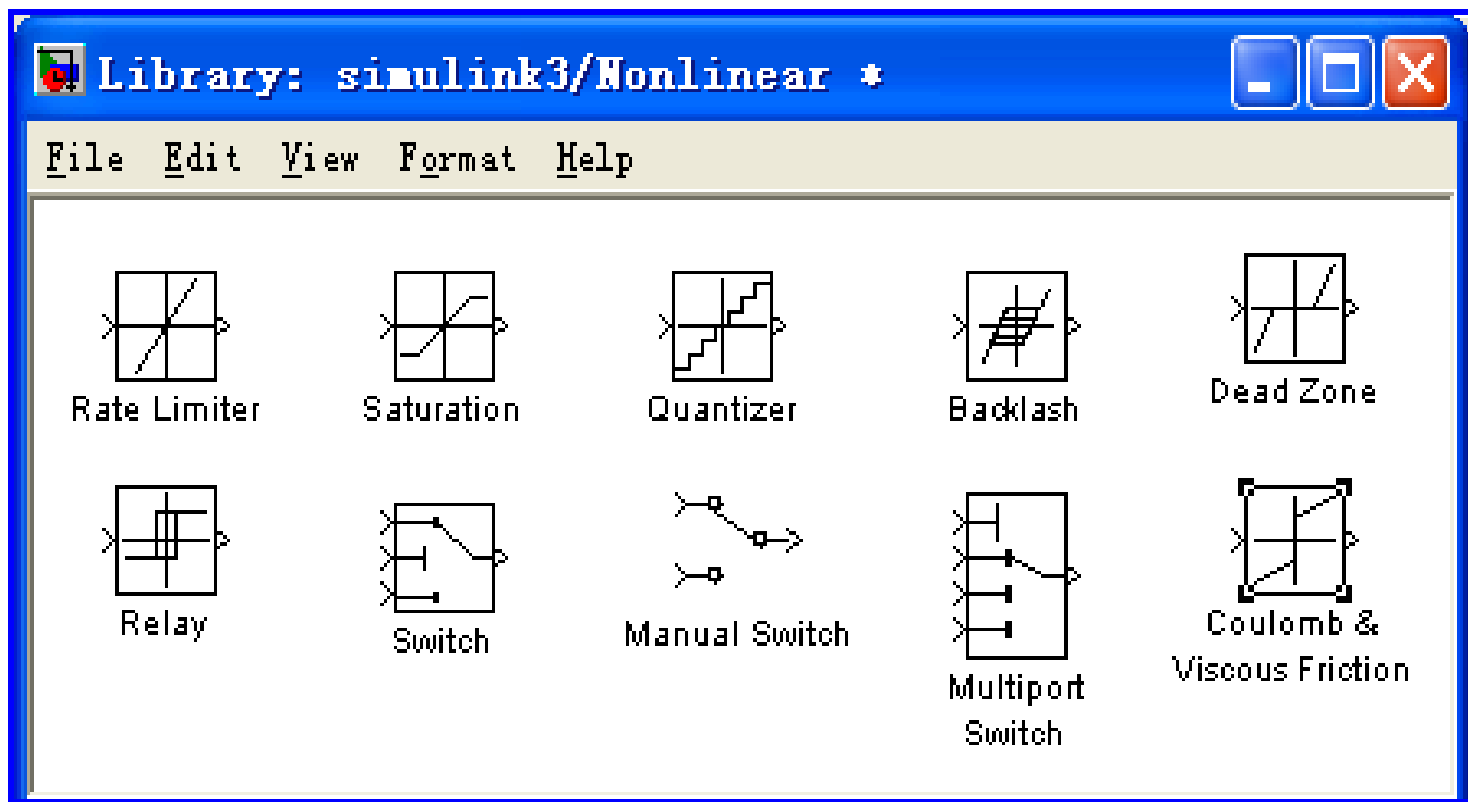 Library: simulink3/Nonlinear *
File Edit View Format Help
Rate Limiter
Saturation
Quantizer
Backlash
Dead Zone
Relay
Switch
Manual Switch
Multiport
Switch
Coulomb &
Viscous Friction